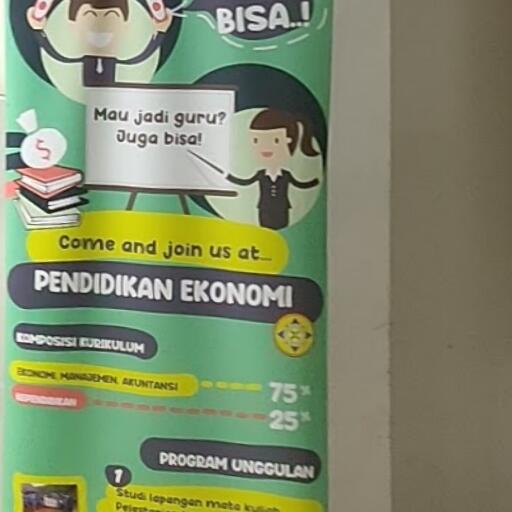 BISA..!
Mau jadi guru?
Juga bisa!
Come and join us at...
PENDIDIKAN EKONOMI
KOMPOSISI KURIKULUM
EKONOMI, MANAJEMEN, AKUNTANSI 75%
KEPENDIDIKAN 25%
PROGRAM UNGGULAN
1
Studi lapangan mata kuliah